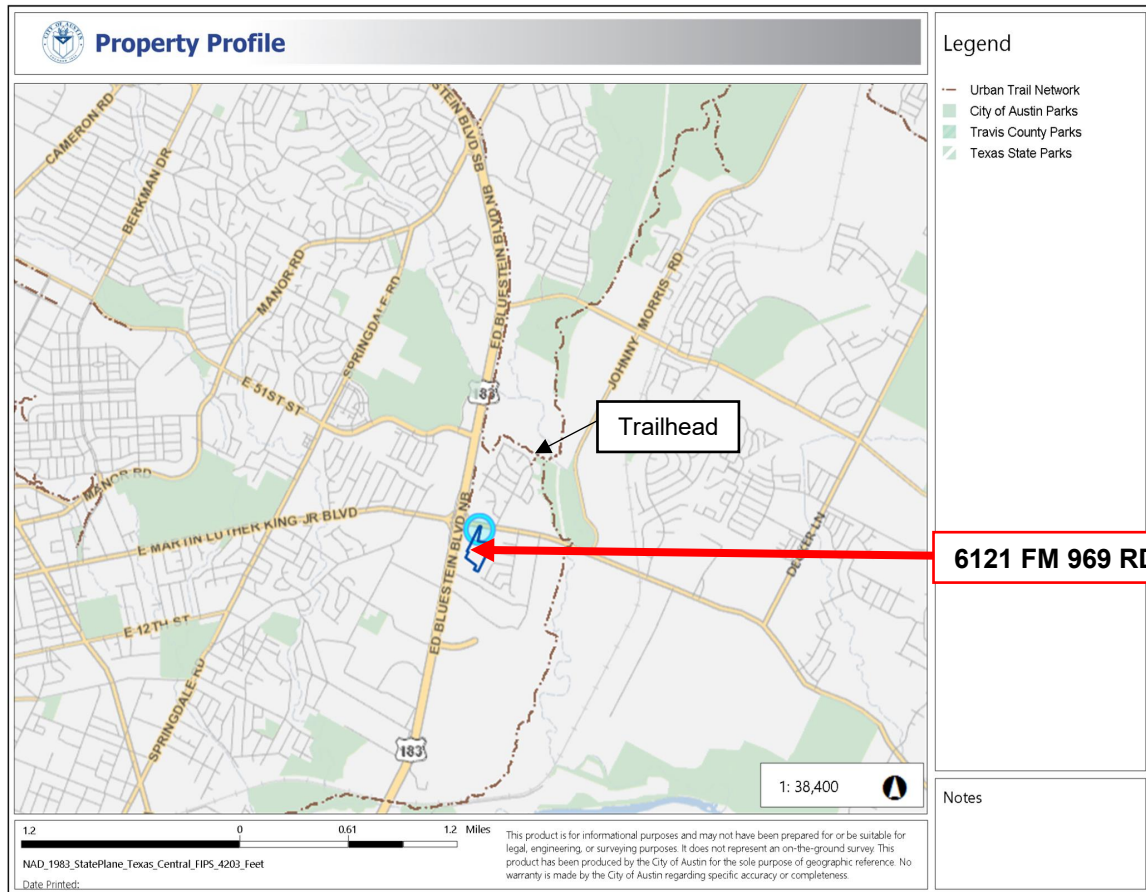 CITY OF AUSTIN
Property Profile
Legend
Urban Trail Network
City of Austin Parks
Travis County Parks
Texas State Parks
CAMERON RD
BERKMAN DR
MANOR RD
SPRINGDALE RD
STEIN BLVD SB
BLVD NB
ED BLUESTEIN BLVD NB
JOHNNY MORRIS RD
183
E 51ST ST
Trailhead
MANOR RD
E MARTIN LUTHER KING JR BLVD
ED BLUESTEIN BLVD NB
DECKER LN
6121 FM 969 RD
E 12TH ST
SPRINGDALE RD
183
1: 38,400
Notes
1.2 0 0.61 1.2 Miles
NAD_1983_StatePlane_Texas_Central_FIPS_4203_Feet
Date Printed:
This product is for informational purposes and may not have been prepared for or be suitable for
legal, engineering, or surveying purposes. It does not represent an on-the-ground survey. This
product has been produced by the City of Austin for the sole purpose of geographic reference. No
warranty is made by the City of Austin regarding specific accuracy or completeness.